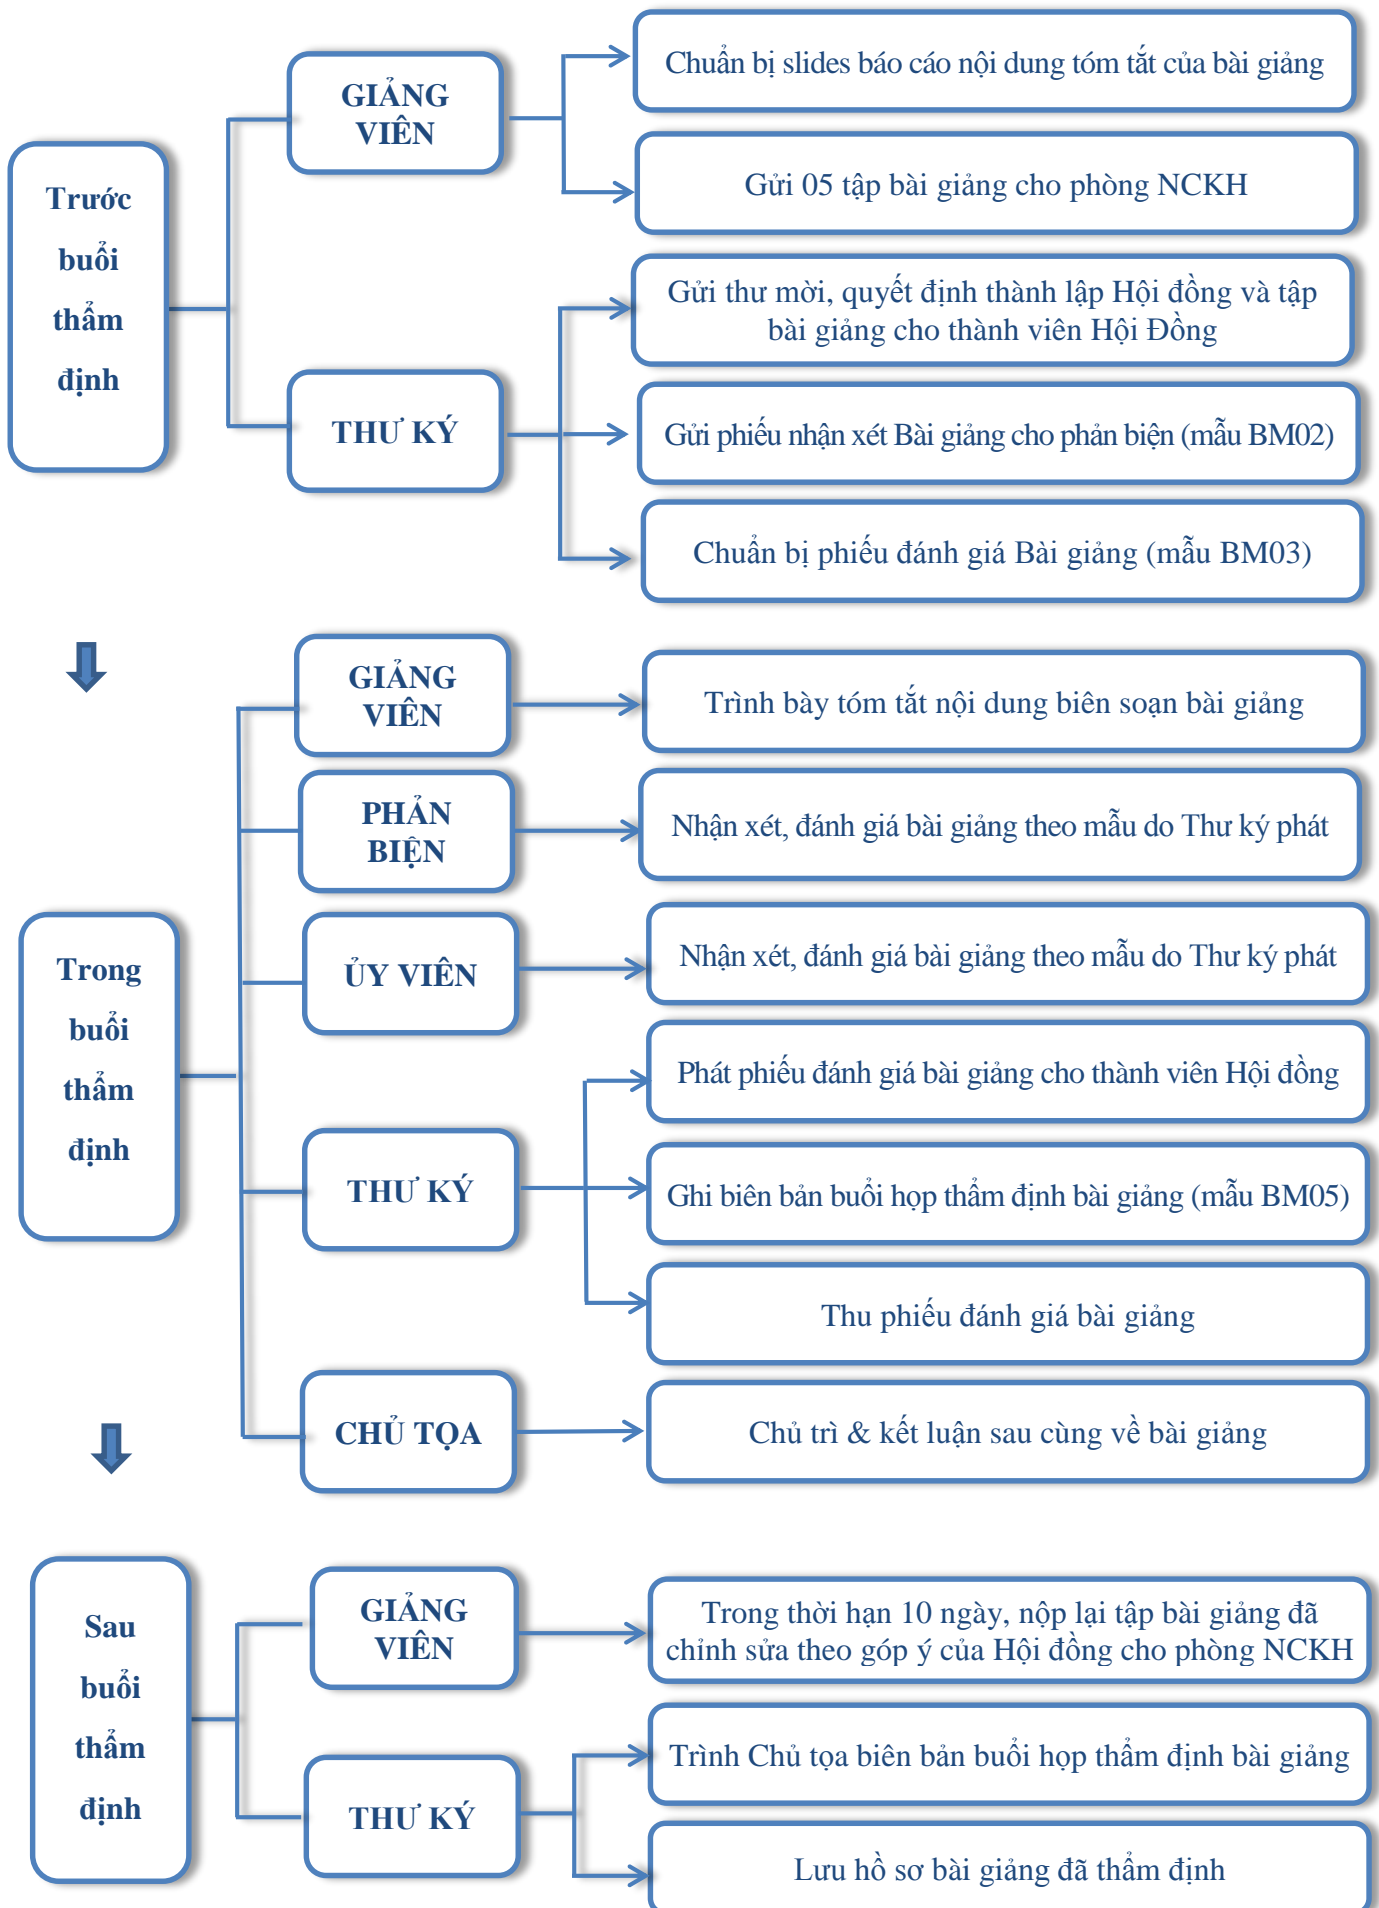 Trước
buổi
thẩm
định
GIẢNG
VIÊN
Chuẩn bị slides báo cáo nội dung tóm tắt của bài giảng
Gửi 05 tập bài giảng cho phòng NCKH
THƯ KÝ
Gửi thư mời, quyết định thành lập Hội đồng và tập
bài giảng cho thành viên Hội Đồng
Gửi phiếu nhận xét Bài giảng cho phản biện (mẫu BM02)
Chuẩn bị phiếu đánh giá Bài giảng (mẫu BM03)
Trong
buổi
thẩm
định
GIẢNG
VIÊN
Trình bày tóm tắt nội dung biên soạn bài giảng
PHẢN
BIỆN
Nhận xét, đánh giá bài giảng theo mẫu do Thư ký phát
ỦY VIÊN
Nhận xét, đánh giá bài giảng theo mẫu do Thư ký phát
THƯ KÝ
Phát phiếu đánh giá bài giảng cho thành viên Hội đồng
Ghi biên bản buổi họp thẩm định bài giảng (mẫu BM05)
Thu phiếu đánh giá bài giảng
CHỦ TỌA
Chủ trì & kết luận sau cùng về bài giảng
Sau
buổi
thẩm
định
GIẢNG
VIÊN
Trong thời hạn 10 ngày, nộp lại tập bài giảng đã
chỉnh sửa theo góp ý của Hội đồng cho phòng NCKH
THƯ KÝ
Trình Chủ tọa biên bản buổi họp thẩm định bài giảng
Lưu hồ sơ bài giảng đã thẩm định